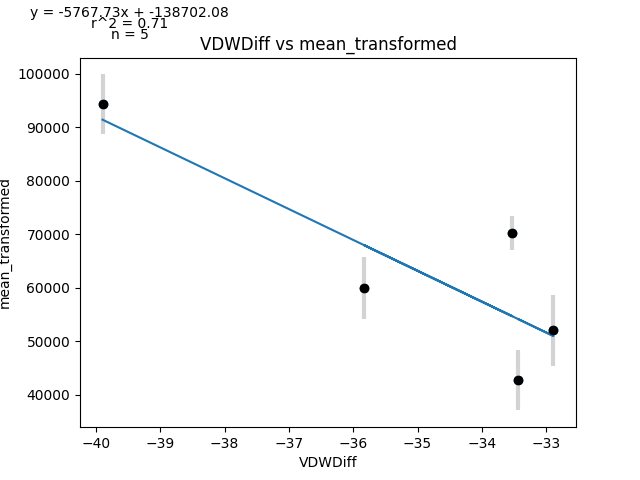 y = -5767.73x + -138702.08
r^2 = 0.71
n = 5
VDWDiff vs mean_transformed
100000
90000
80000
70000
60000
50000
40000
mean_transformed
−40
−39
−38
−37
−36
−35
−34
−33
VDWDiff